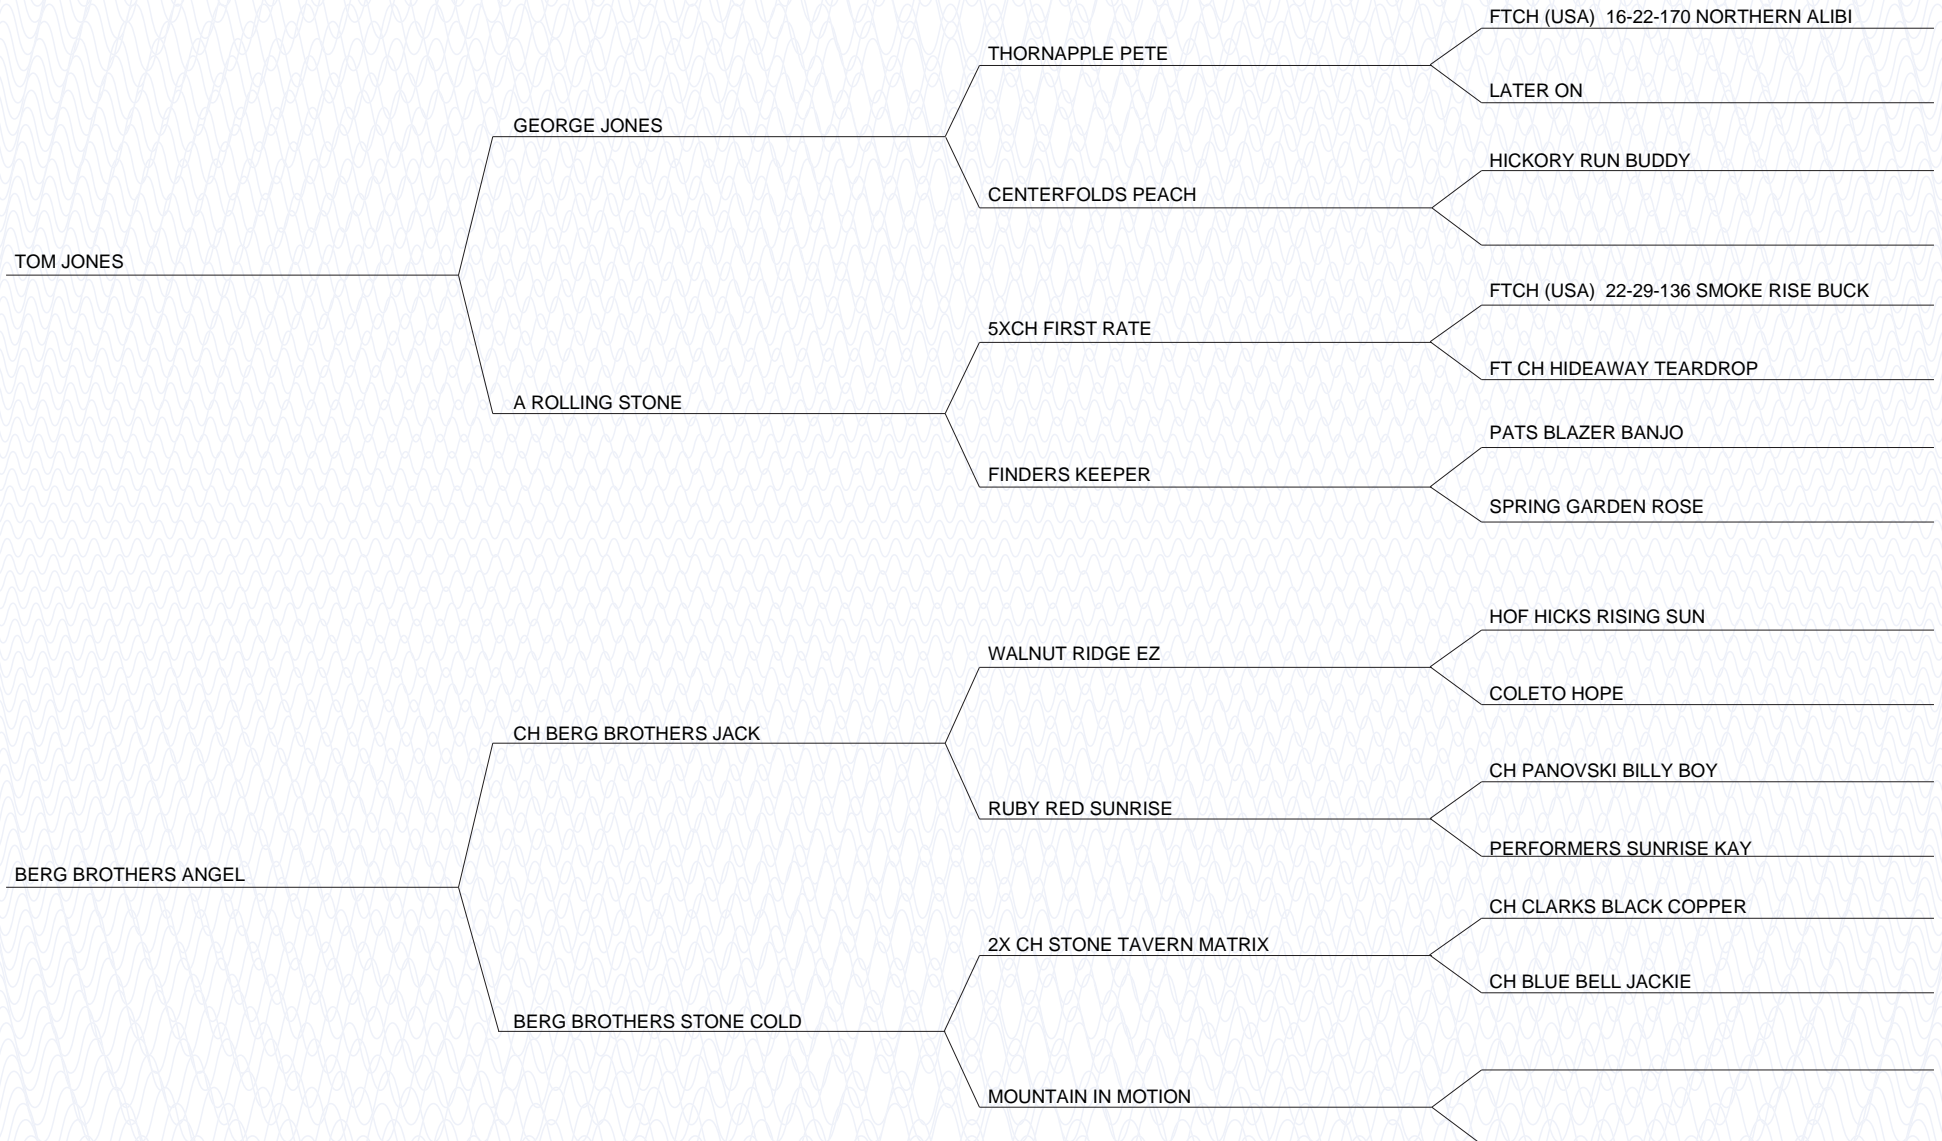 FTCH (USA)  16-22-170 NORTHERN ALIBI
THORNAPPLE PETE
LATER ON
GEORGE JONES
HICKORY RUN BUDDY
CENTERFOLDS PEACH
TOM JONES
FTCH (USA)  22-29-136 SMOKE RISE BUCK
5XCH FIRST RATE
FT CH HIDEAWAY TEARDROP
A ROLLING STONE
PATS BLAZER BANJO
FINDERS KEEPER
SPRING GARDEN ROSE
HOF HICKS RISING SUN
WALNUT RIDGE EZ
COLETO HOPE
CH BERG BROTHERS JACK
CH PANOVSKI BILLY BOY
RUBY RED SUNRISE
PERFORMERS SUNRISE KAY
BERG BROTHERS ANGEL
CH CLARKS BLACK COPPER
2X CH STONE TAVERN MATRIX
CH BLUE BELL JACKIE
BERG BROTHERS STONE COLD
MOUNTAIN IN MOTION